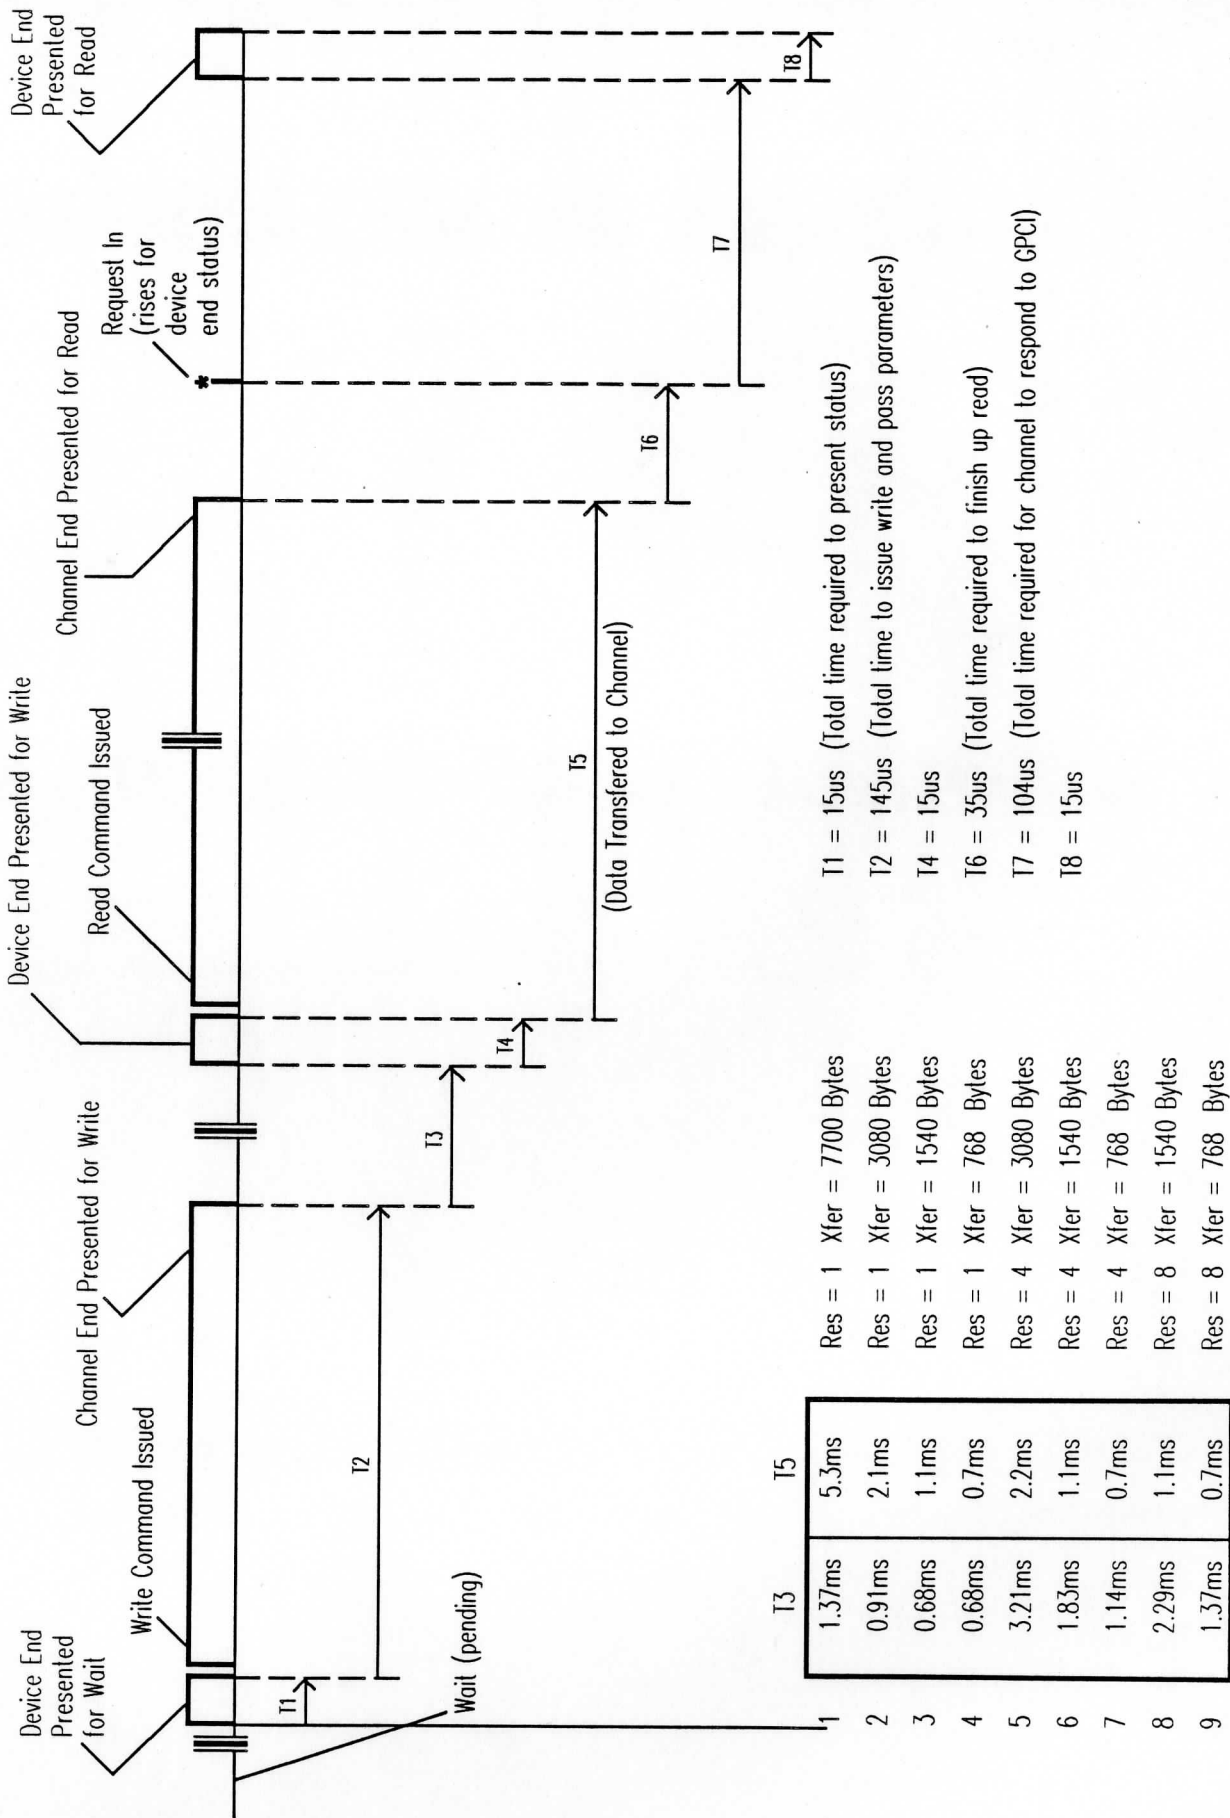 Device End
Presented
for Wait
Write Command Issued
Channel End Presented for Write
Device End Presented for Write
Read Command Issued
Channel End Presented for Read
Request In
(rises for
device
end status)
Device End
Presented
for Read
*
T1
T2
T3
T4
T5
(Data Transfered to Channel)
T6
T7
T8
Wait (pending)
T3 T5
1 1.37ms 5.3ms Res = 1 Xfer = 7700 Bytes
2 0.91ms 2.1ms Res = 1 Xfer = 3080 Bytes
3 0.68ms 1.1ms Res = 1 Xfer = 1540 Bytes
4 0.68ms 0.7ms Res = 1 Xfer = 768 Bytes
5 3.21ms 2.2ms Res = 4 Xfer = 3080 Bytes
6 1.83ms 1.1ms Res = 4 Xfer = 1540 Bytes
7 1.14ms 0.7ms Res = 4 Xfer = 768 Bytes
8 2.29ms 1.1ms Res = 8 Xfer = 1540 Bytes
9 1.37ms 0.7ms Res = 8 Xfer = 768 Bytes
T1 = 15us (Total time required to present status)
T2 = 145us (Total time to issue write and pass parameters)
T4 = 15us
T6 = 35us (Total time required to finish up read)
T7 = 104us (Total time required for channel to respond to GPCI)
T8 = 15us